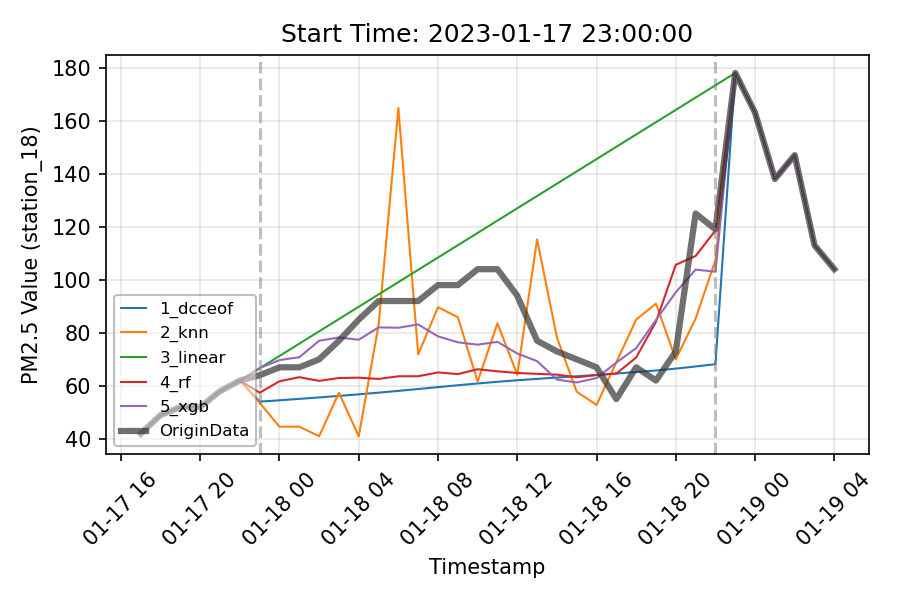 Start Time: 2023-01-17 23:00:00
PM2.5 Value (station_18)
180
160
140
120
100
80
60
40
1_dcceof
2_knn
3_linear
4_rf
5_xgb
OriginData
01-17 16
01-17 20
01-18 00
01-18 04
01-18 08
01-18 12
01-18 16
01-18 20
01-19 00
01-19 04
Timestamp